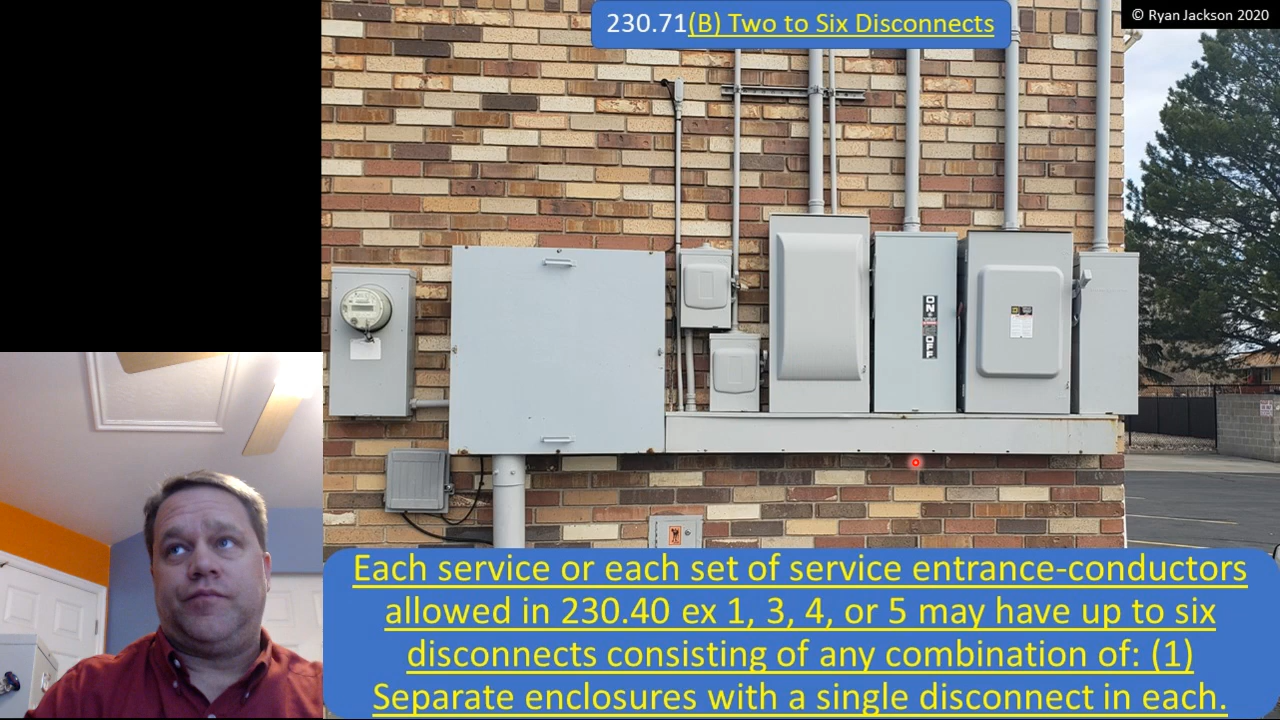 © Ryan Jackson 2020
230.71(B) Two to Six Disconnects
ON
OFF
Each service or each set of service entrance-conductors
allowed in 230.40 ex 1, 3, 4, or 5 may have up to six
disconnects consisting of any combination of: (1)
Separate enclosures with a single disconnect in each.